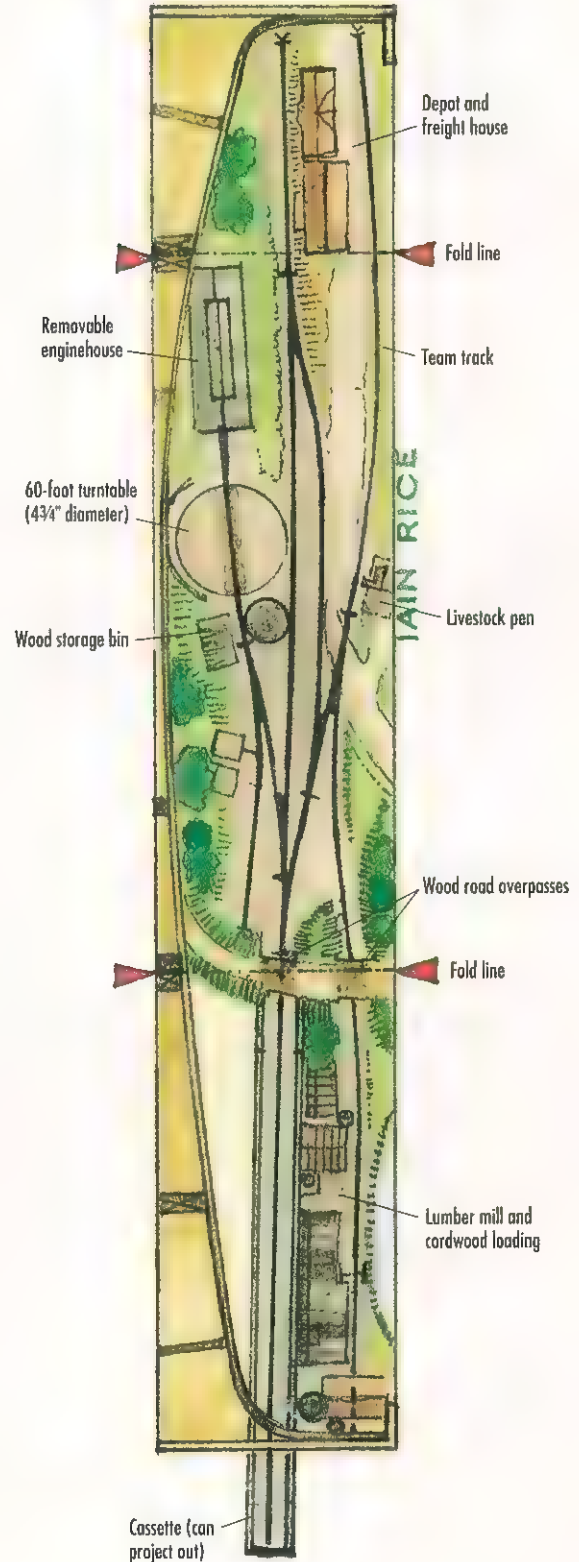 Depot and
freight house
Fold line
Removable
enginehouse
Team track
60-foot turntable
(4¾" diameter)
IAIN RICE
Livestock pen
Wood storage bin
Wood road overpasses
Fold line
Lumber mill and
cordwood loading
Cassette (can
project out)